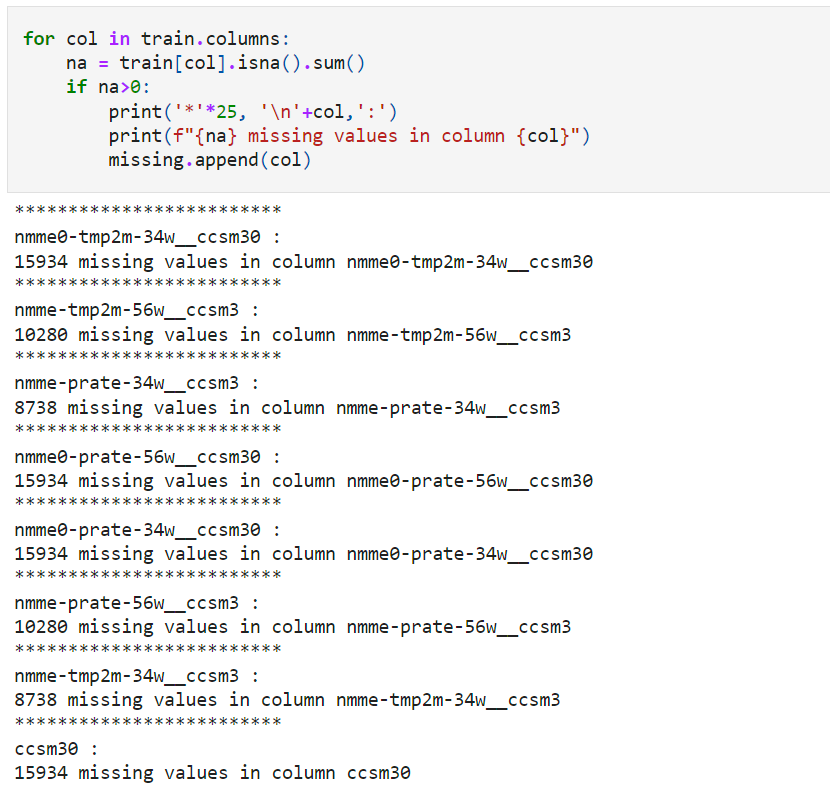 for col in train.columns:
    na = train[col].isna().sum()
    if na>0:
        print('*'*25, '\n'+col,':')
        print(f"{na} missing values in column {col}")
        missing.append(col)
*************************
nmme0-tmp2m-34w__ccsm30 :
15934 missing values in column nmme0-tmp2m-34w__ccsm30
*************************
nmme-tmp2m-56w__ccsm3 :
10280 missing values in column nmme-tmp2m-56w__ccsm3
*************************
nmme-prate-34w__ccsm3 :
8738 missing values in column nmme-prate-34w__ccsm3
*************************
nmme0-prate-56w__ccsm30 :
15934 missing values in column nmme0-prate-56w__ccsm30
*************************
nmme0-prate-34w__ccsm30 :
15934 missing values in column nmme0-prate-34w__ccsm30
*************************
nmme-prate-56w__ccsm3 :
10280 missing values in column nmme-prate-56w__ccsm3
*************************
nmme-tmp2m-34w__ccsm3 :
8738 missing values in column nmme-tmp2m-34w__ccsm3
*************************
ccsm30 :
15934 missing values in column ccsm30